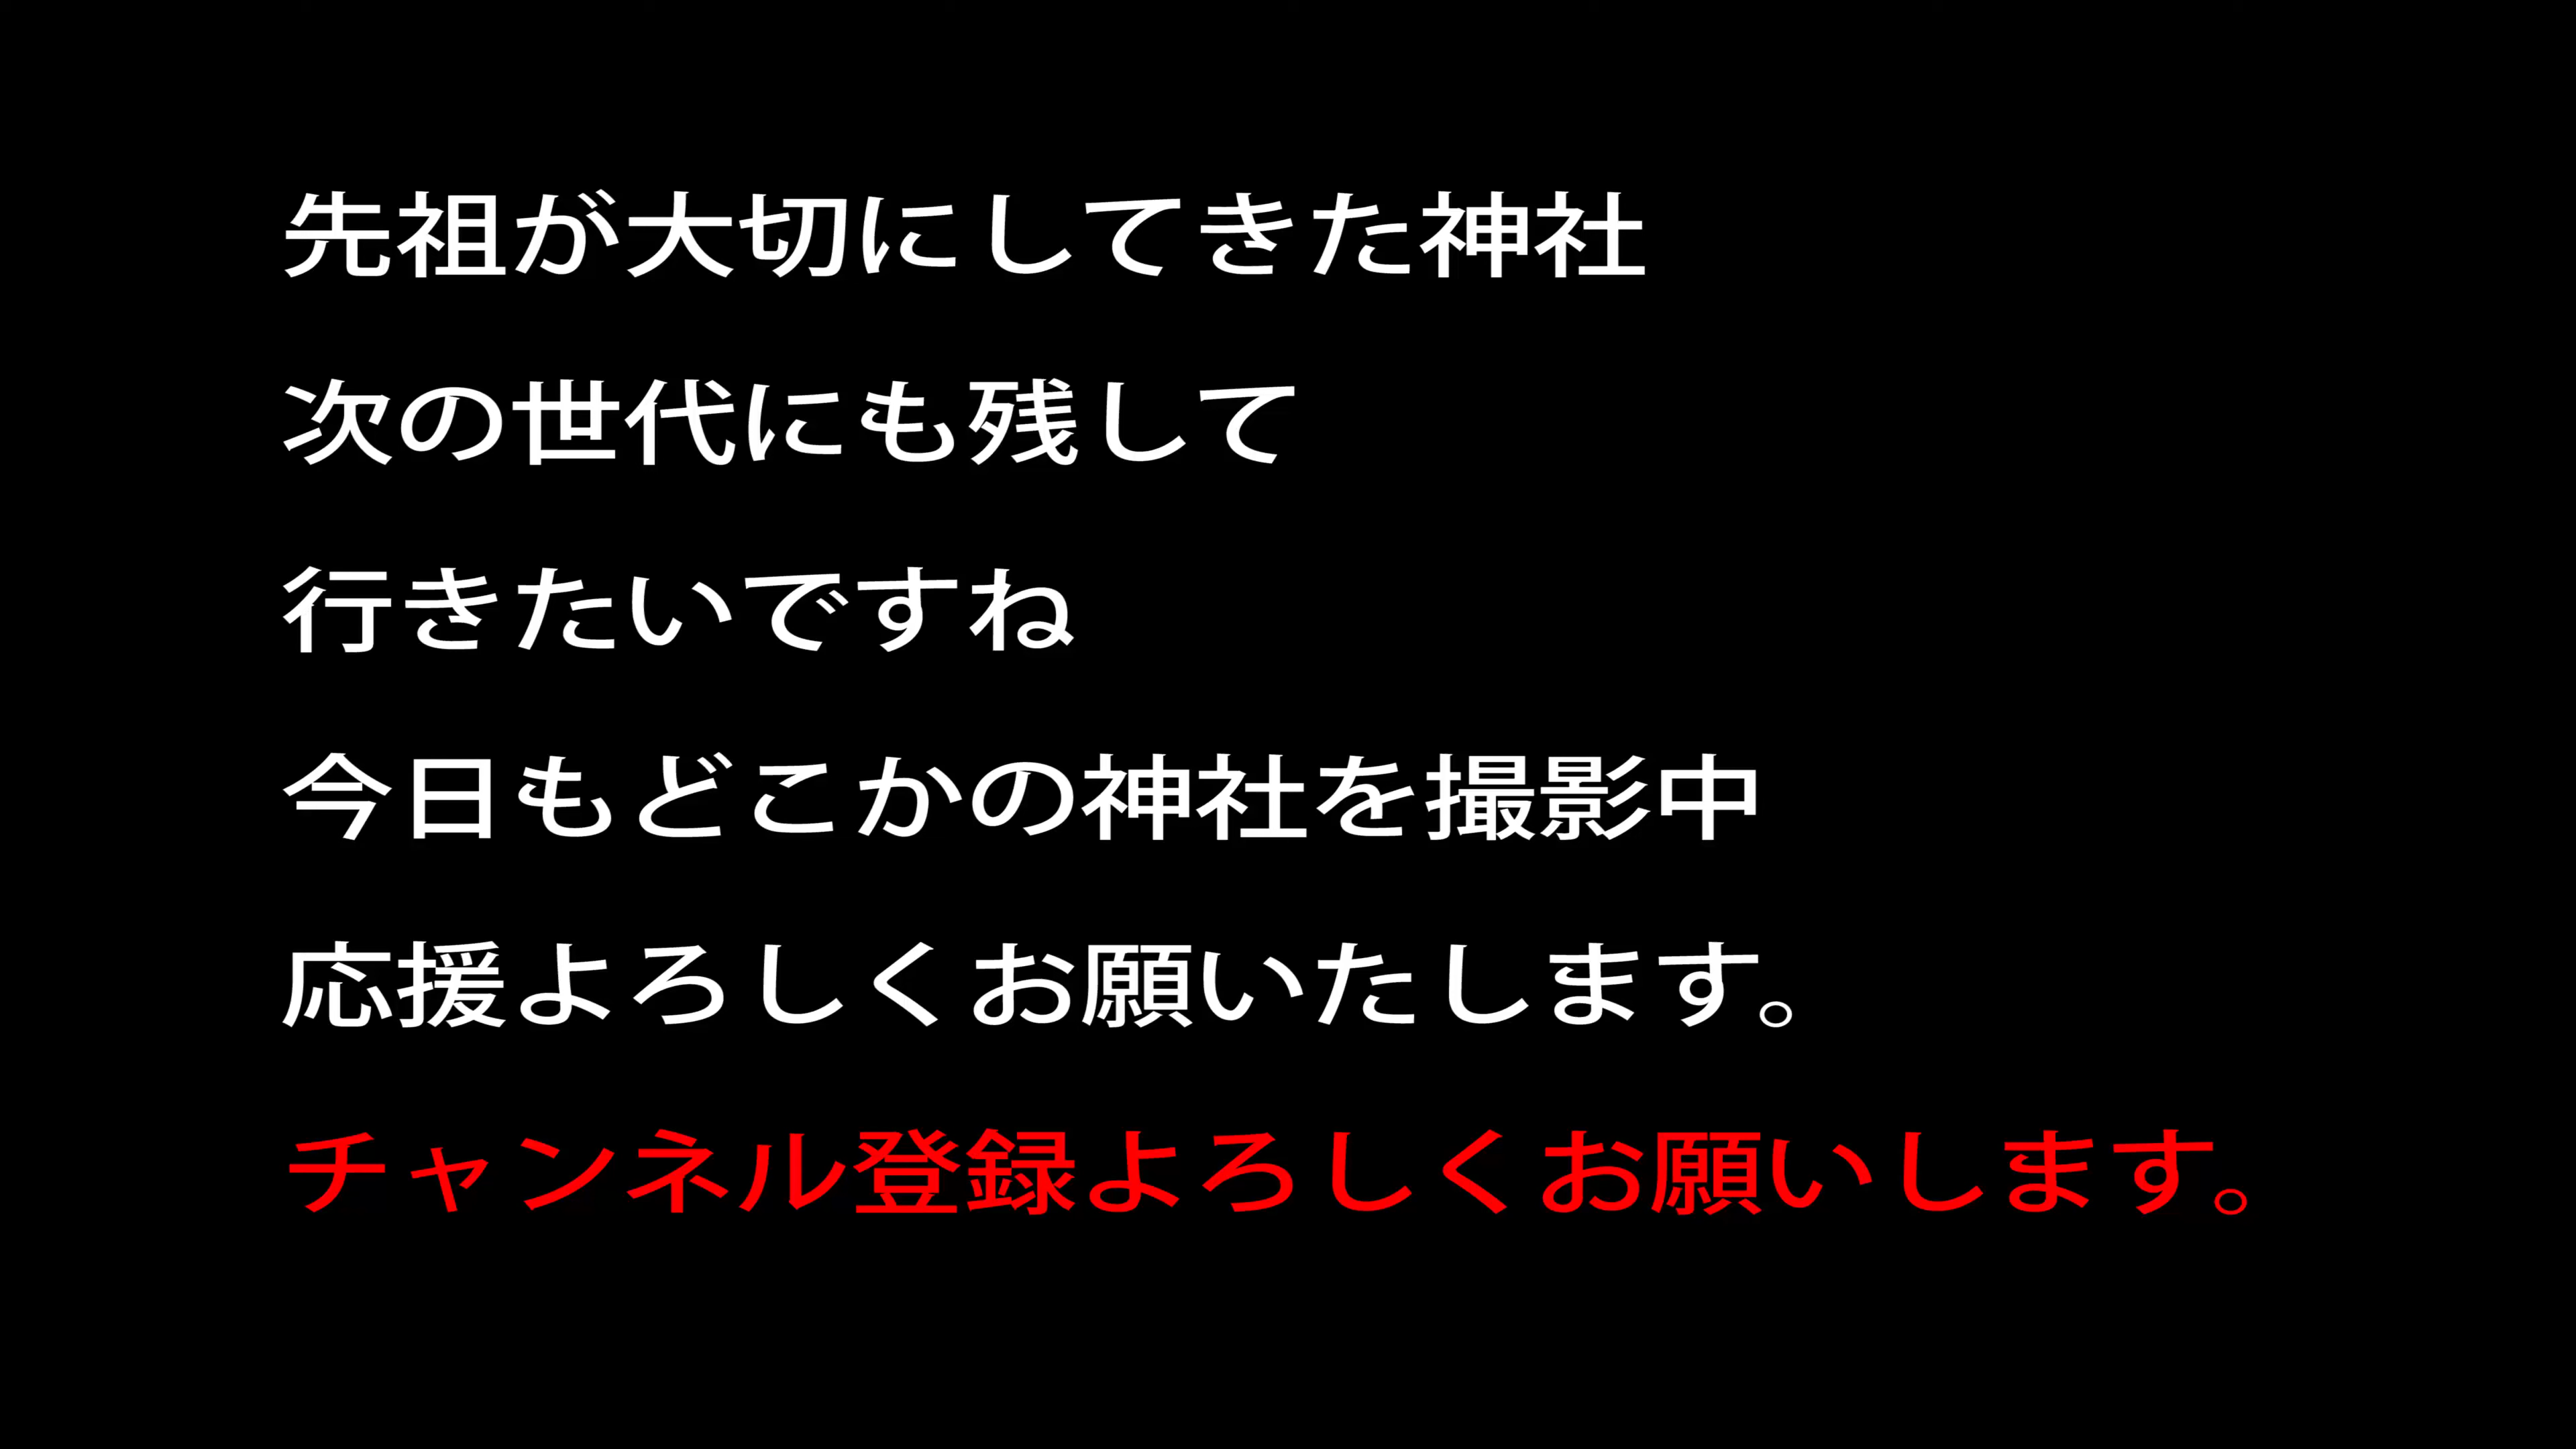 先祖が大切にしてきた神社
次の世代にも残して
行きたいですね
今日もどこかの神社を撮影中
応援よろしくお願いたします。
チャンネル登録よろしくお願いします。